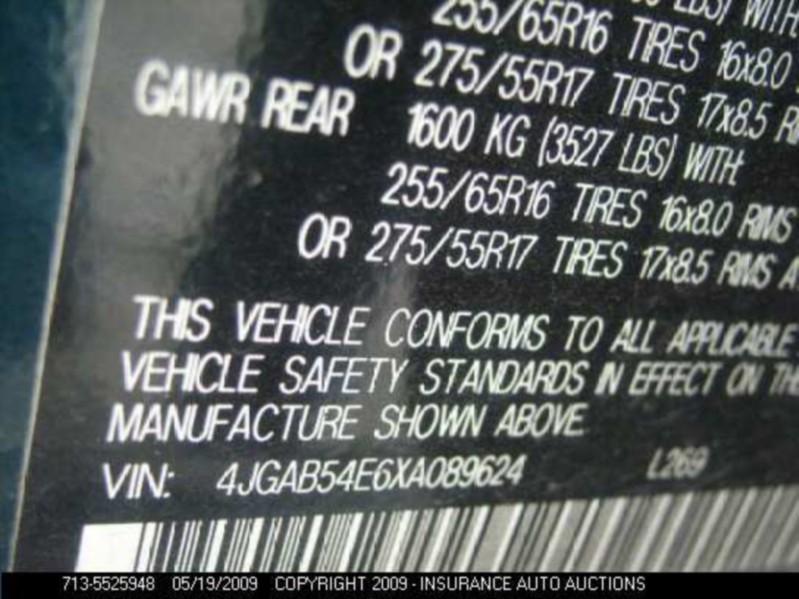 LBS) WITH
255/65R16 TIRES 16x8.0
OR 275/55R17 TIRES 17x8.5
GAWR REAR 1600 KG (3527 LBS) WITH:
255/65R16 TIRES 16x8.0 RIMS
OR 275/55R17 TIRES 17x8.5 RIMS A
THIS VEHICLE CONFORMS TO ALL APPLICABLE
VEHICLE SAFETY STANDARDS IN EFFECT ON THE
MANUFACTURE SHOWN ABOVE.
VIN: 4JGAB54E6XA089624 L269
713-5525948 05/19/2009 COPYRIGHT 2009 - INSURANCE AUTO AUCTIONS